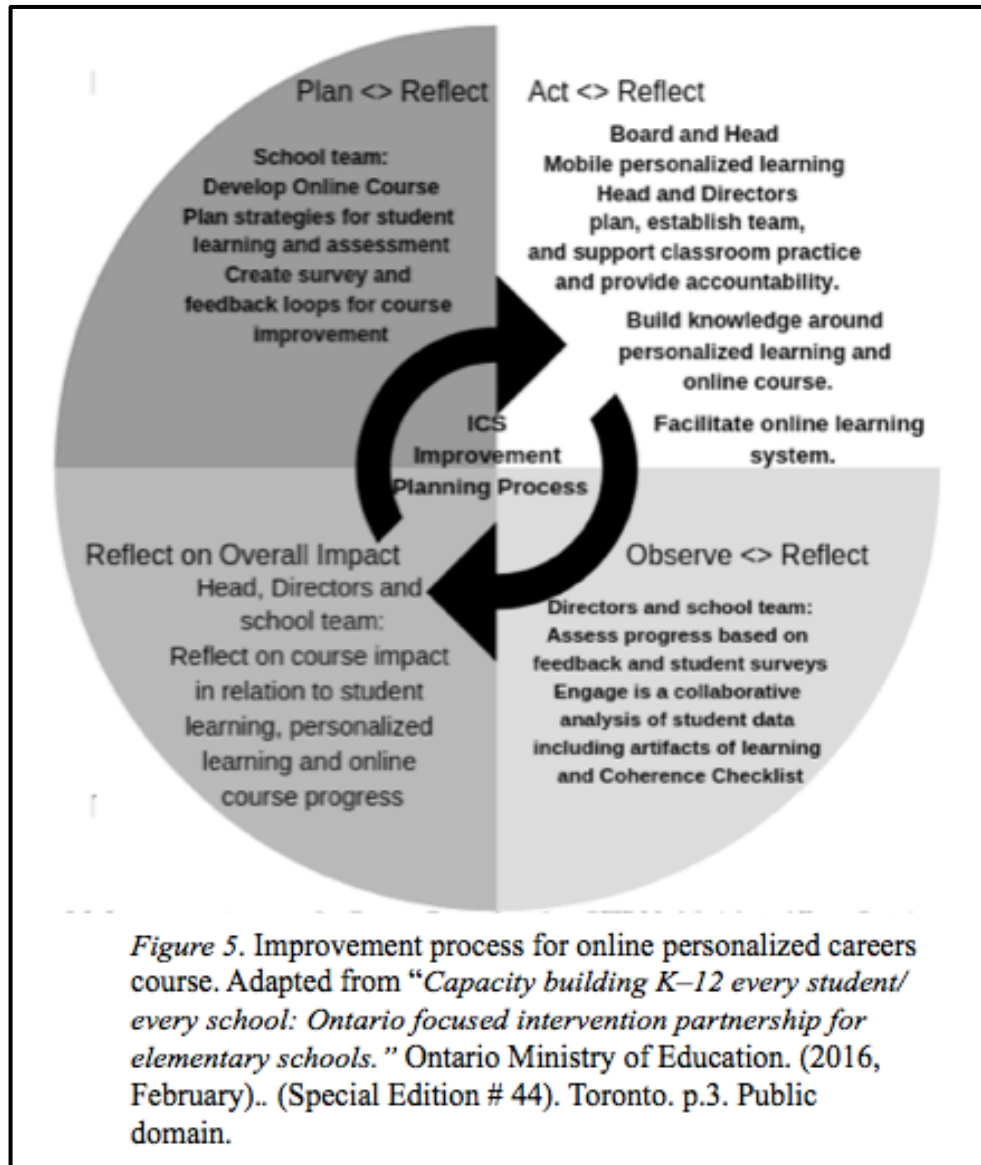 Plan <> Reflect
School team:
Develop Online Course
Plan strategies for student
learning and assessment
Create survey and
feedback loops for course
improvement
Act <> Reflect
Board and Head
Mobile personalized learning
Head and Directors
plan, establish team,
and support classroom practice
and provide accountability.
Build knowledge around
personalized learning and
online course.
Facilitate online learning
system.
ICS
Improvement
Planning Process
Reflect on Overall Impact
Head, Directors and
school team:
Reflect on course impact
in relation to student
learning, personalized
learning and online
course progress
Observe <> Reflect
Directors and school team:
Assess progress based on
feedback and student surveys
Engage is a collaborative
analysis of student data
including artifacts of learning
and Coherence Checklist
Figure 5. Improvement process for online personalized careers
course. Adapted from “Capacity building K–12 every student/
every school: Ontario focused intervention partnership for
elementary schools.” Ontario Ministry of Education. (2016,
February).. (Special Edition # 44). Toronto. p.3. Public
domain.